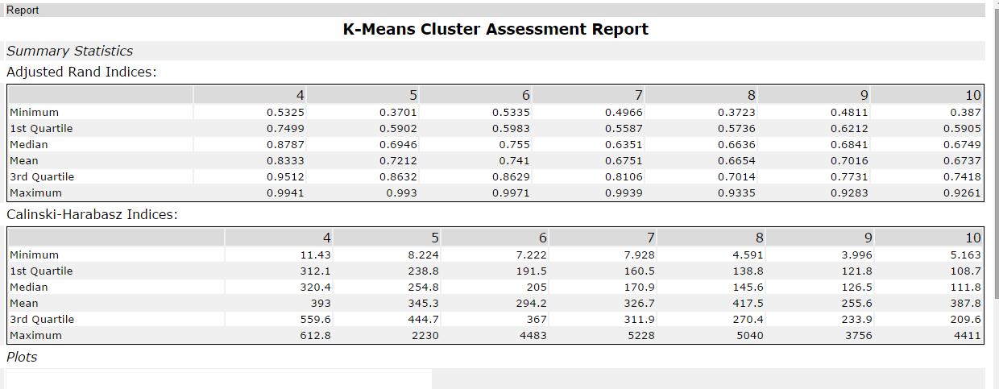 Report
K-Means Cluster Assessment Report
Summary Statistics
Adjusted Rand Indices:
4 5 6 7 8 9 10
Minimum 0.5325 0.3701 0.5335 0.4966 0.3723 0.4811 0.387
1st Quartile 0.7499 0.5902 0.5983 0.5587 0.5736 0.6212 0.5905
Median 0.8787 0.6946 0.755 0.6351 0.6636 0.6841 0.6749
Mean 0.8333 0.7212 0.741 0.6751 0.6654 0.7016 0.6737
3rd Quartile 0.9512 0.8632 0.8629 0.8106 0.7014 0.7731 0.7418
Maximum 0.9941 0.993 0.9971 0.9939 0.9335 0.9283 0.9261
Calinski-Harabasz Indices:
4 5 6 7 8 9 10
Minimum 11.43 8.224 7.222 7.928 4.591 3.996 5.163
1st Quartile 312.1 238.8 191.5 160.5 138.8 121.8 108.7
Median 320.4 254.8 205 170.9 145.6 126.5 111.8
Mean 393 345.3 294.2 326.7 417.5 255.6 387.8
3rd Quartile 559.6 444.7 367 311.9 270.4 233.9 209.6
Maximum 612.8 2230 4483 5228 5040 3756 4411
Plots